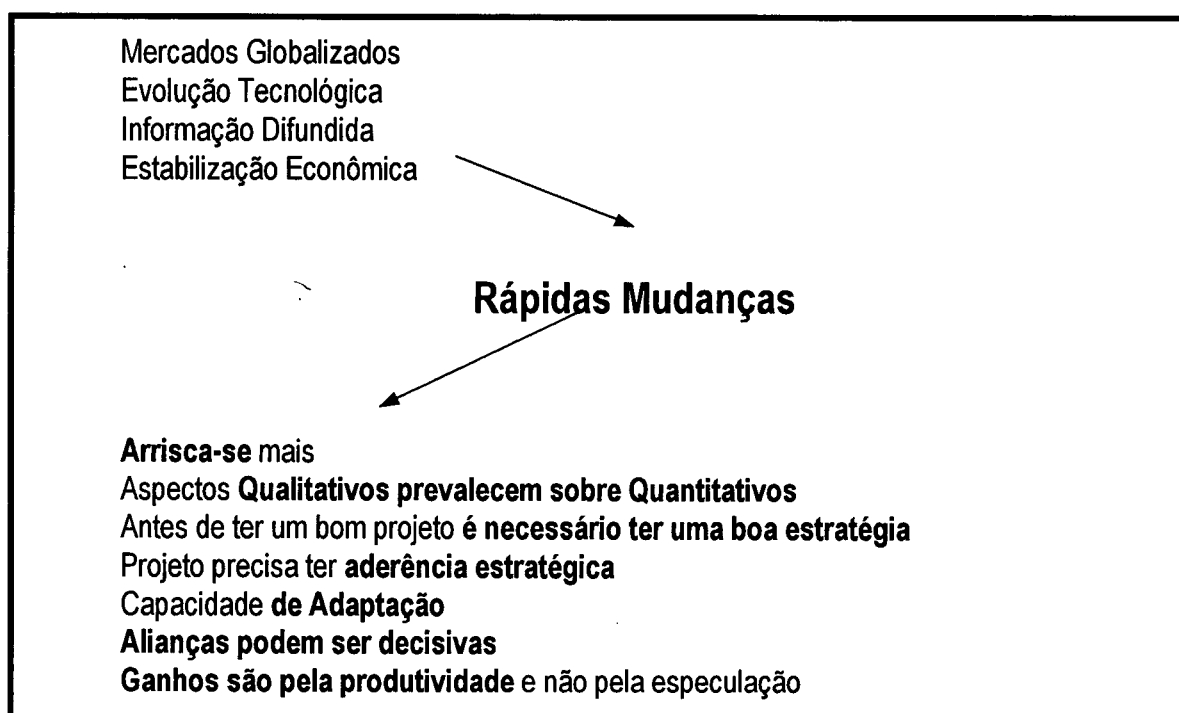 Mercados Globalizados
Evolução Tecnológica
Informação Difundida
Estabilização Econômica
Rápidas Mudanças
Arrisca-se mais
Aspectos Qualitativos prevalecem sobre Quantitativos
Antes de ter um bom projeto é necessário ter uma boa estratégia
Projeto precisa ter aderência estratégica
Capacidade de Adaptação
Alianças podem ser decisivas
Ganhos são pela produtividade e não pela especulação